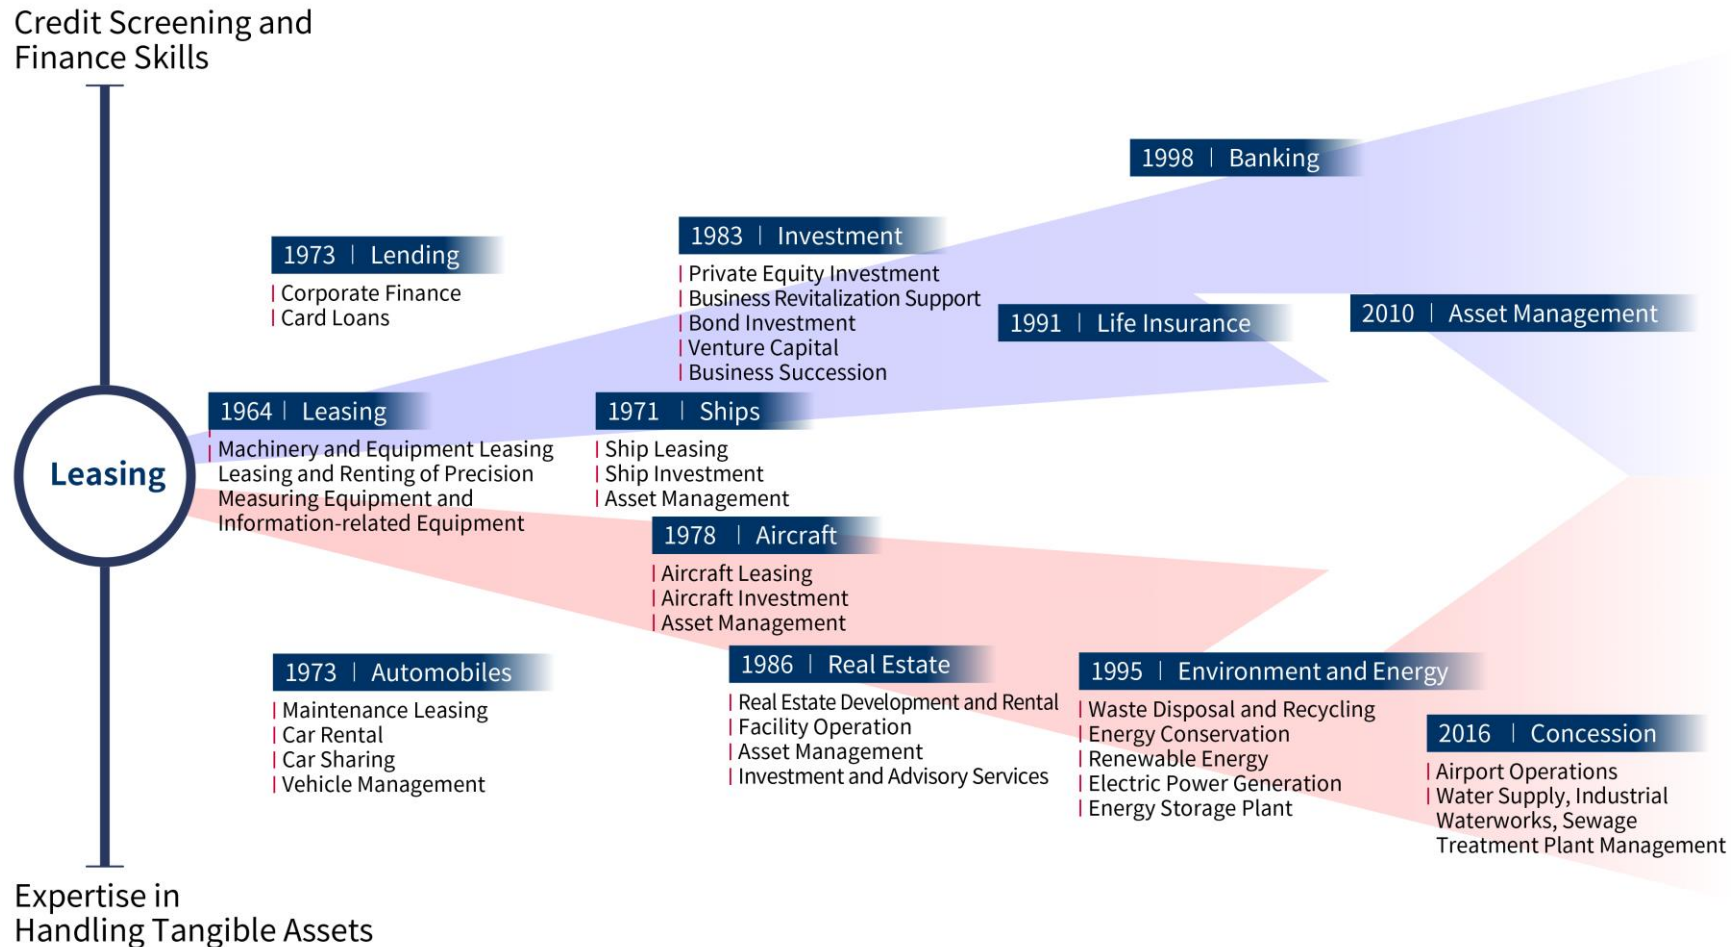 Credit Screening and
Finance Skills
1998 | Banking
1983 | Investment
Private Equity Investment
Business Revitalization Support
Bond Investment
Venture Capital
Business Succession
1973 | Lending
Corporate Finance
Card Loans
1991 | Life Insurance
2010 | Asset Management
1964 | Leasing
Machinery and Equipment Leasing
Leasing and Renting of Precision
Measuring Equipment and
Information-related Equipment
1971 | Ships
Ship Leasing
Ship Investment
Asset Management
Leasing
1978 | Aircraft
Aircraft Leasing
Aircraft Investment
Asset Management
1973 | Automobiles
Maintenance Leasing
Car Rental
Car Sharing
Vehicle Management
1986 | Real Estate
Real Estate Development and Rental
Facility Operation
Asset Management
Investment and Advisory Services
1995 | Environment and Energy
Waste Disposal and Recycling
Energy Conservation
Renewable Energy
Electric Power Generation
Energy Storage Plant
2016 | Concession
Airport Operations
Water Supply, Industrial
Waterworks, Sewage
Treatment Plant Management
Expertise in
Handling Tangible Assets